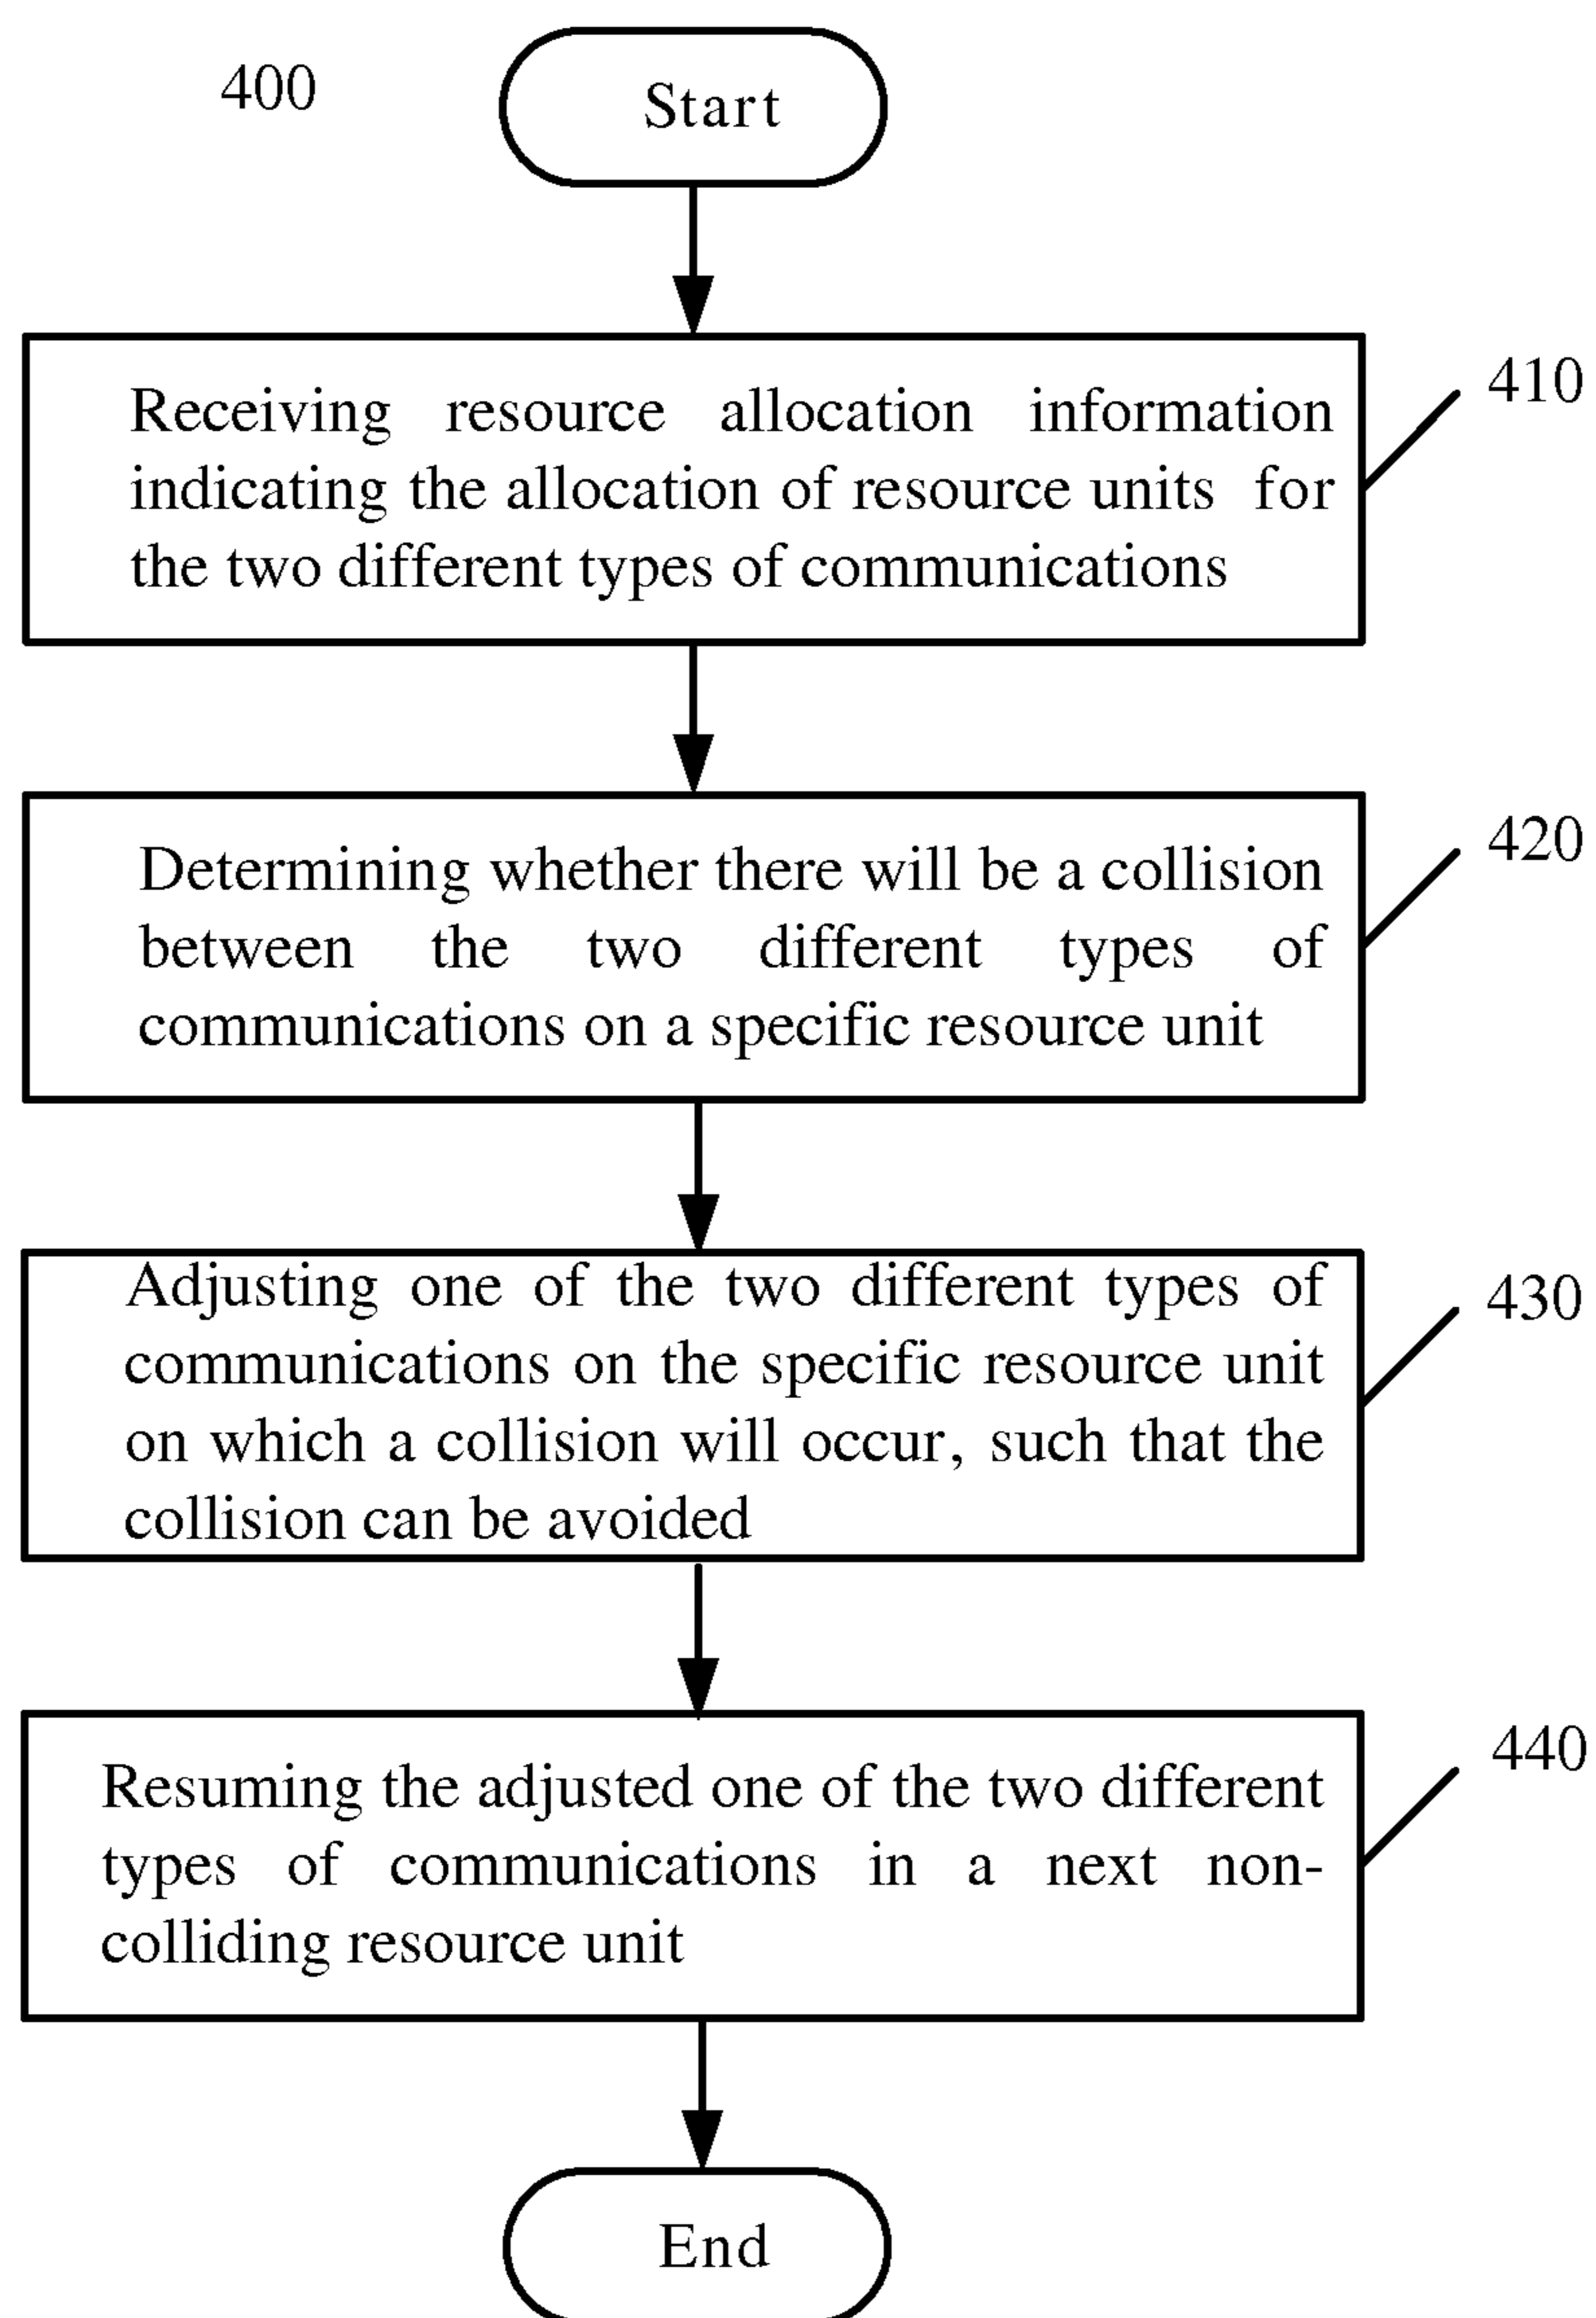 400
Start
Receiving resource allocation information
indicating the allocation of resource units for
the two different types of communications
410
Determining whether there will be a collision
between the two different types of
communications on a specific resource unit
420
Adjusting one of the two different types of
communications on the specific resource unit
on which a collision will occur, such that the
collision can be avoided
430
Resuming the adjusted one of the two different
types of communications in a next non-
colliding resource unit
440
End